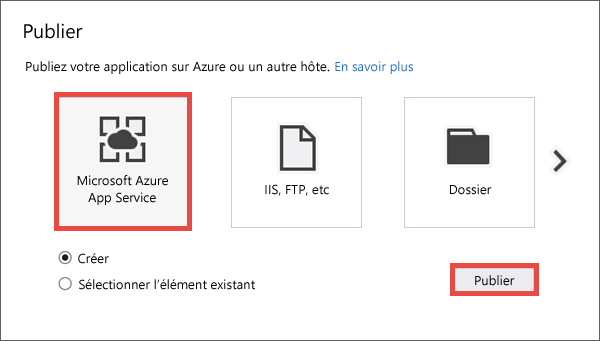 Publier
Publiez votre application sur Azure ou un autre hôte. En savoir plus
Microsoft Azure
App Service
IIS, FTP, etc
Dossier
Créer
Sélectionner l'élément existant
Publier